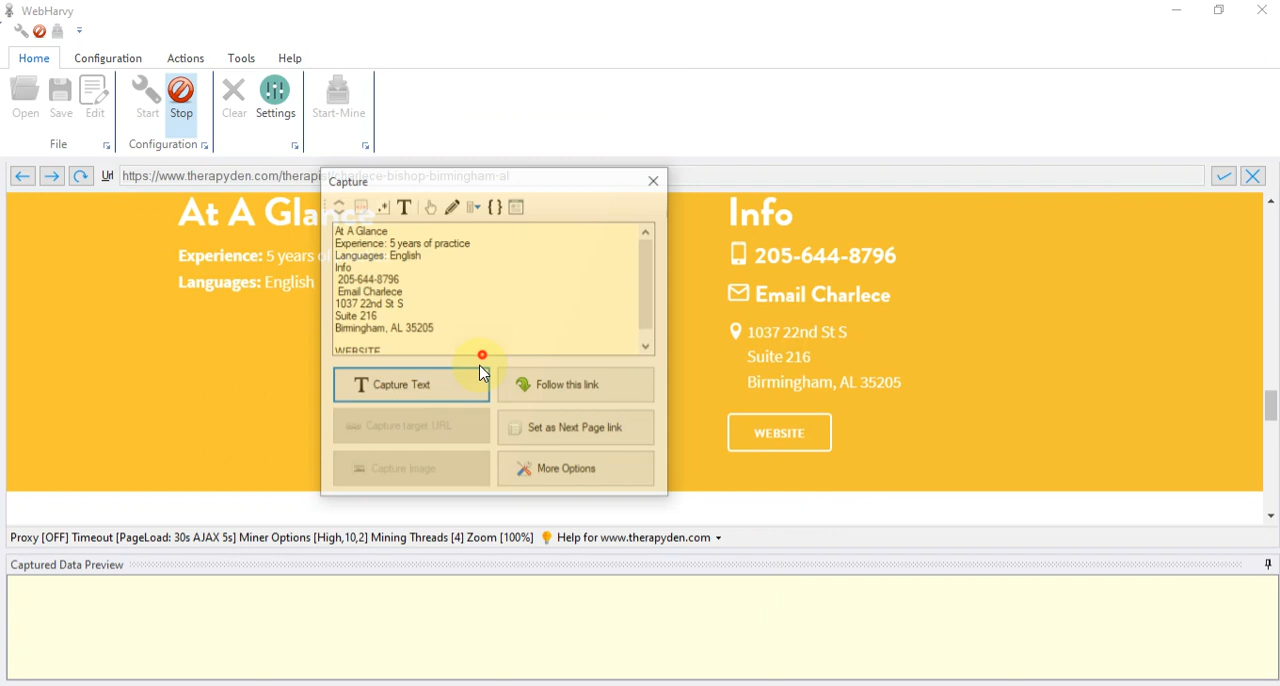 WebHarvy
Home Configuration Actions Tools Help
Open Save Edit Start Stop Clear Settings Start-Mine
File Configuration
Url https://www.therapyden.com/therapist/charlece-bishop-birmingham-al
Capture
At A Glance
Experience: 5 years of
Languages: English
At A Glance
Experience: 5 years of practice
Languages: English
Info
205-644-8796
Email Charlece
1037 22nd St S
Suite 216
Birmingham, AL 35205
WEBSITE
Capture Text Follow this link
Capture target URL Set as Next Page link
Capture Image More Options
Info
205-644-8796
Email Charlece
1037 22nd St S
Suite 216
Birmingham, AL 35205
WEBSITE
Proxy [OFF] Timeout [PageLoad: 30s AJAX 5s] Miner Options [High,10,2] Mining Threads [4] Zoom [100%] Help for www.therapyden.com
Captured Data Preview